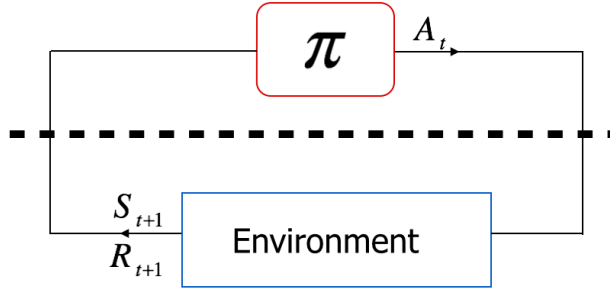 π
A_t
S_{t+1}
R_{t+1}
Environment